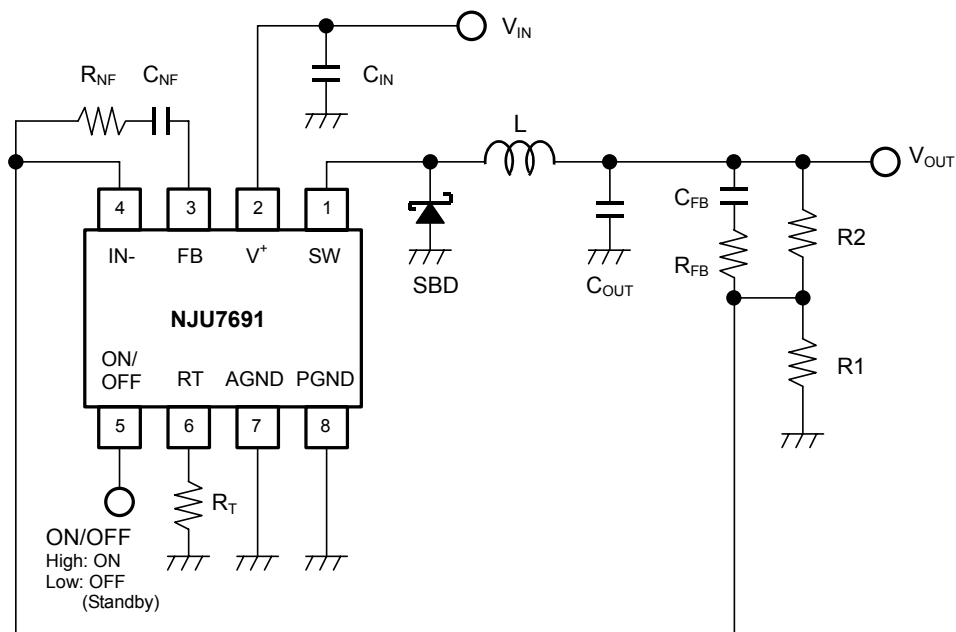 V_IN
R_NF C_NF
C_IN
L
V_OUT
4 3 2 1
IN- FB V⁺ SW
SBD
C_OUT
C_FB
R_FB
R2
NJU7691
R1
ON/
OFF RT AGND PGND
5 6 7 8
R_T
ON/OFF
High: ON
Low: OFF
(Standby)